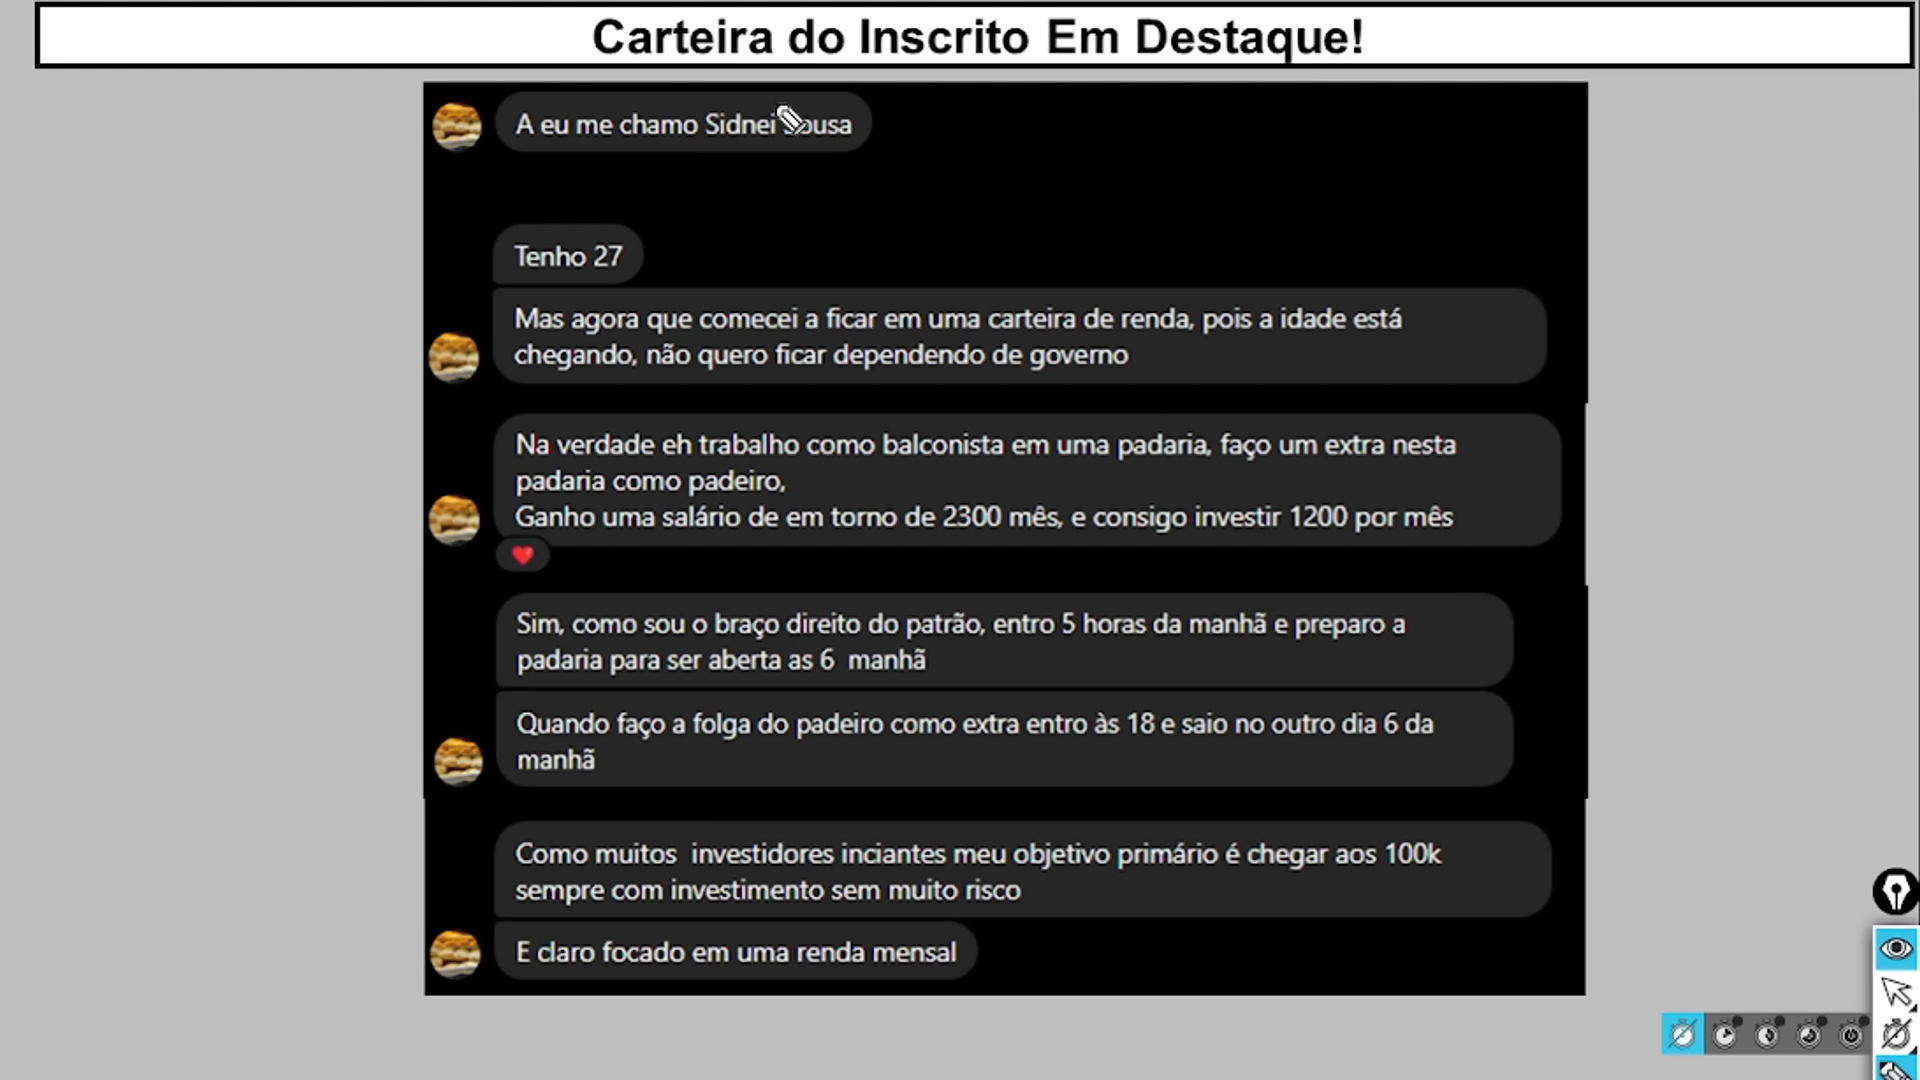 Carteira do Inscrito Em Destaque!
A eu me chamo Sidnei Sousa
Tenho 27
Mas agora que comecei a ficar em uma carteira de renda, pois a idade está
chegando, não quero ficar dependendo de governo
Na verdade eh trabalho como balconista em uma padaria, faço um extra nesta
padaria como padeiro,
Ganho uma salário de em torno de 2300 mês, e consigo investir 1200 por mês
Sim, como sou o braço direito do patrão, entro 5 horas da manhã e preparo a
padaria para ser aberta as 6 manhã
Quando faço a folga do padeiro como extra entro às 18 e saio no outro dia 6 da
manhã
Como muitos investidores inciantes meu objetivo primário é chegar aos 100k
sempre com investimento sem muito risco
E claro focado em uma renda mensal